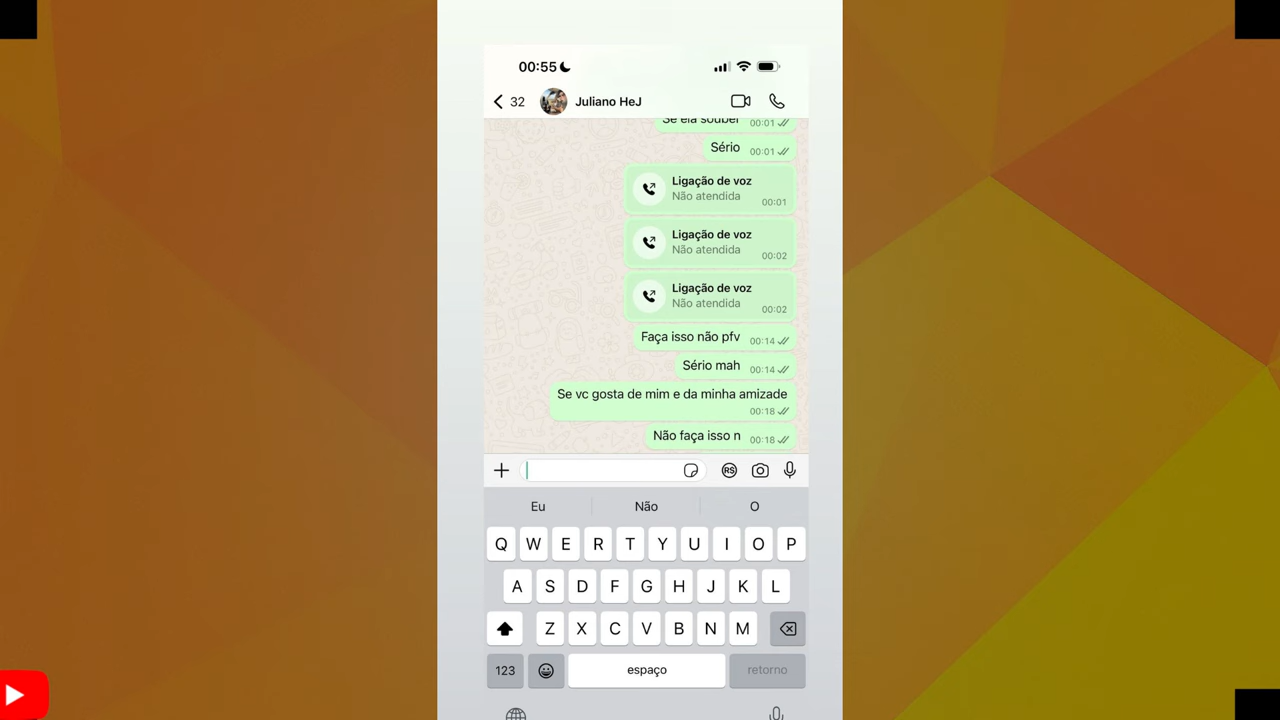 00:55
32
Juliano HeJ
Se ela souber 00:01
Sério 00:01
Ligação de voz
Não atendida
00:01
Ligação de voz
Não atendida
00:02
Ligação de voz
Não atendida
00:02
Faça isso não pfv 00:14
Sério mah 00:14
Se vc gosta de mim e da minha amizade
00:18
Não faça isso n 00:18
R$
Eu Não O
Q W E R T Y U I O P
A S D F G H J K L
Z X C V B N M
123 espaço retorno